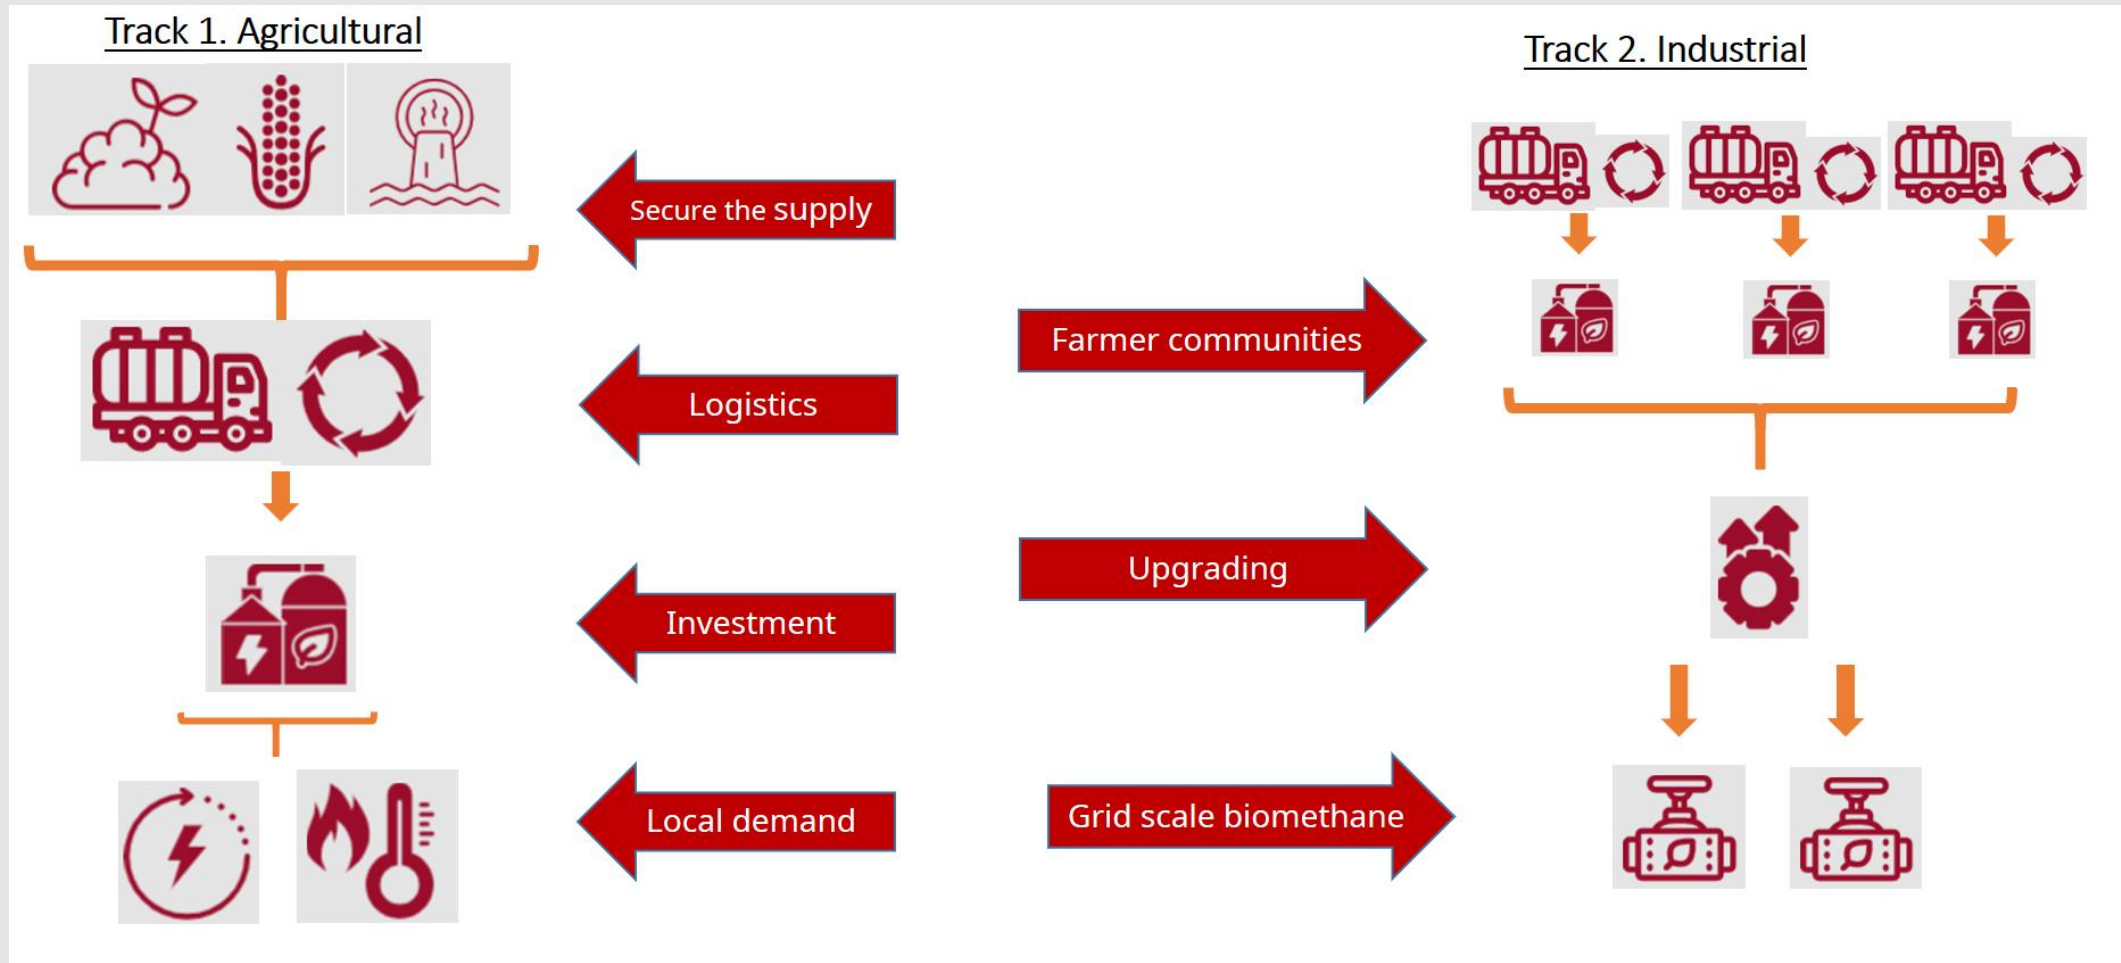 Track 1. Agricultural
Track 2. Industrial
Secure the supply
Farmer communities
Logistics
Upgrading
Investment
Grid scale biomethane
Local demand